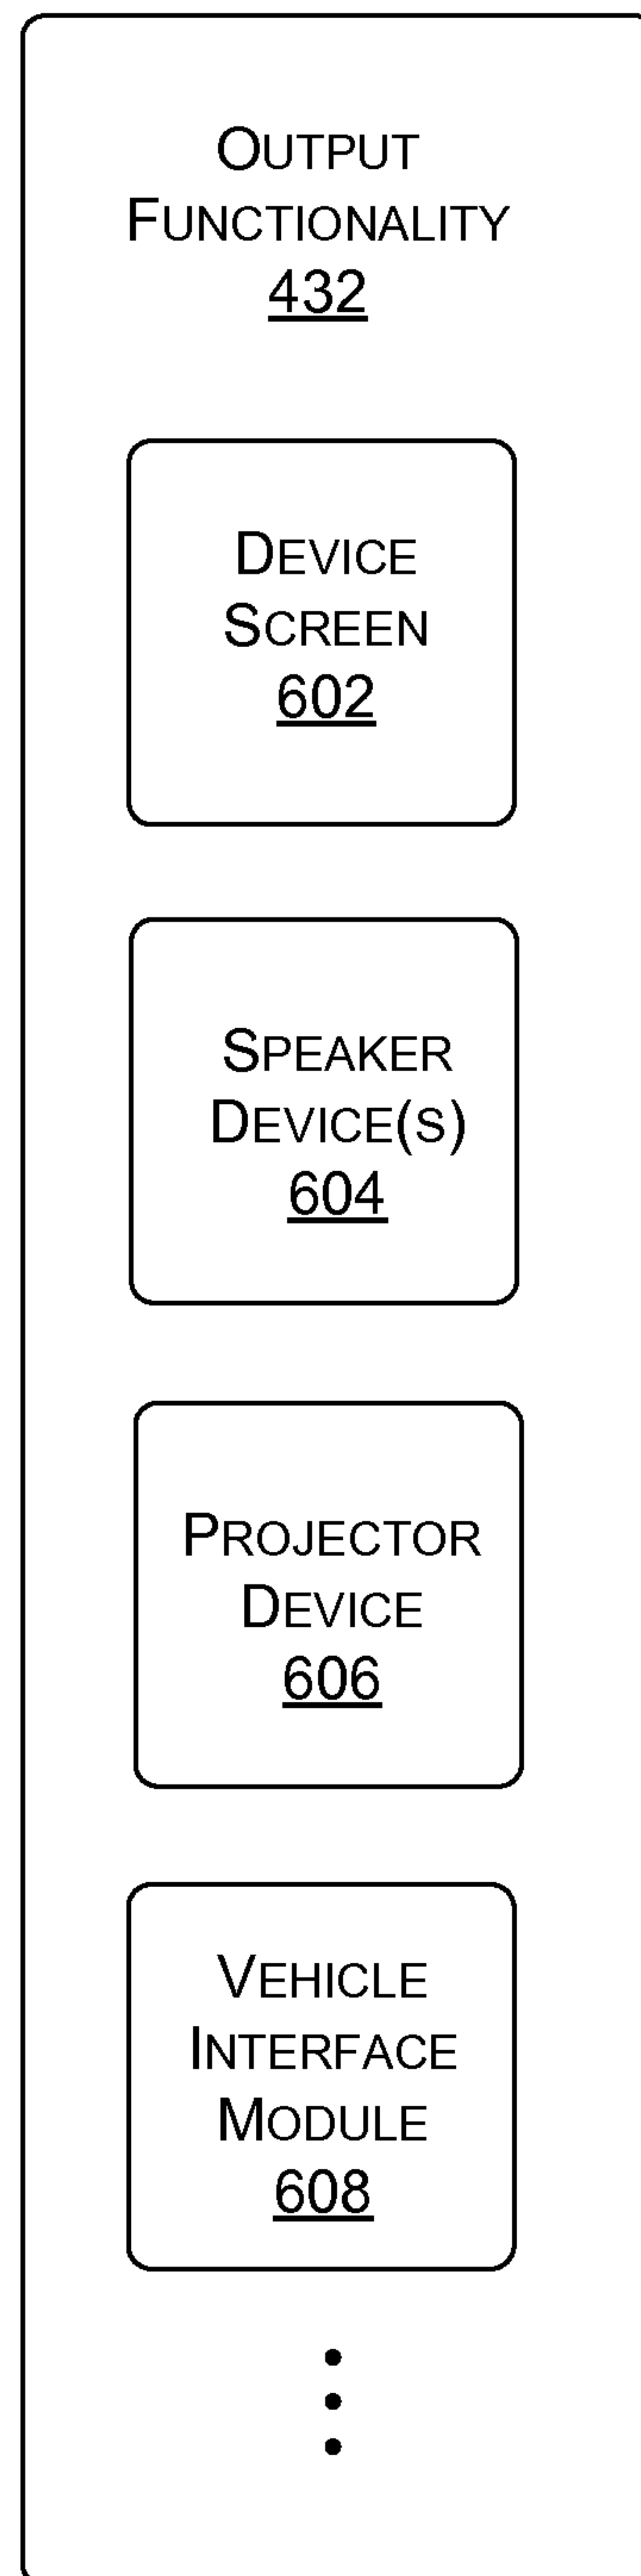 OUTPUT
FUNCTIONALITY
432
DEVICE
SCREEN
602
SPEAKER
DEVICE(S)
604
PROJECTOR
DEVICE
606
VEHICLE
INTERFACE
MODULE
608